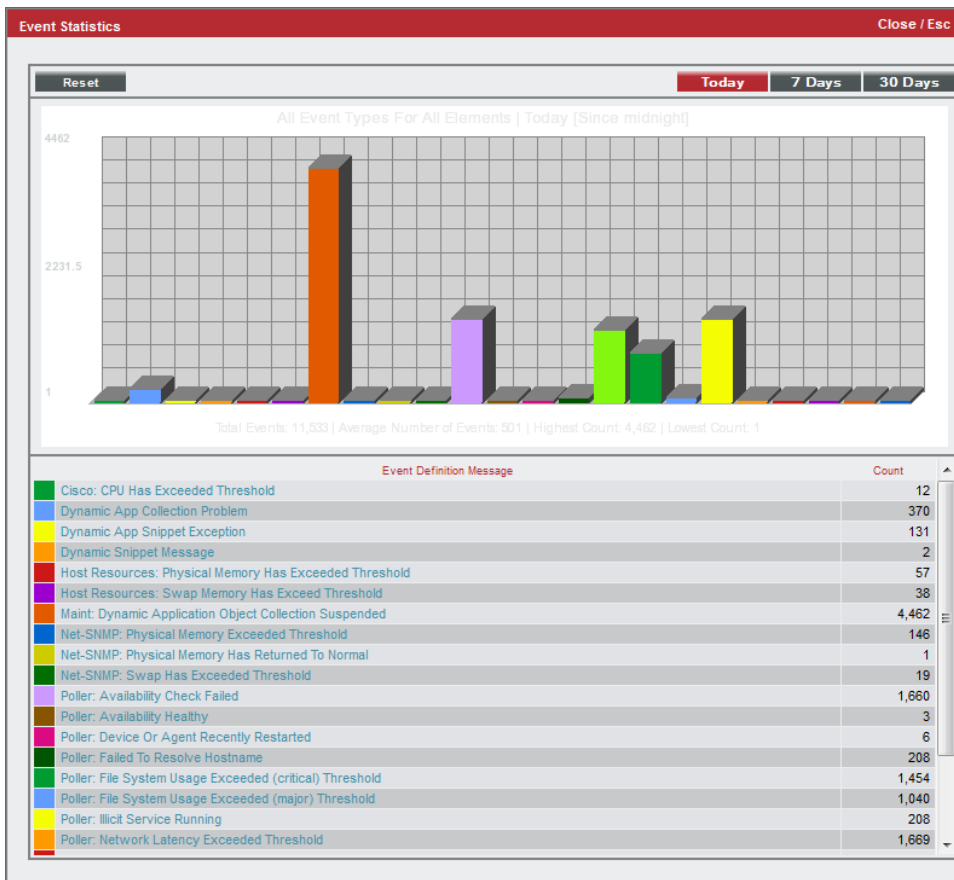 Event Statistics Close / Esc
Reset Today 7 Days 30 Days
All Event Types For All Elements | Today [Since midnight]
4462
2231.5
1
Total Events: 11,533 | Average Number of Events: 501 | Highest Count: 4,462 | Lowest Count: 1
Event Definition Message Count
Cisco: CPU Has Exceeded Threshold 12
Dynamic App Collection Problem 370
Dynamic App Snippet Exception 131
Dynamic Snippet Message 2
Host Resources: Physical Memory Has Exceeded Threshold 57
Host Resources: Swap Memory Has Exceed Threshold 38
Maint: Dynamic Application Object Collection Suspended 4,462
Net-SNMP: Physical Memory Exceeded Threshold 146
Net-SNMP: Physical Memory Has Returned To Normal 1
Net-SNMP: Swap Has Exceeded Threshold 19
Poller: Availability Check Failed 1,660
Poller: Availability Healthy 3
Poller: Device Or Agent Recently Restarted 6
Poller: Failed To Resolve Hostname 208
Poller: File System Usage Exceeded (critical) Threshold 1,454
Poller: File System Usage Exceeded (major) Threshold 1,040
Poller: Illicit Service Running 208
Poller: Network Latency Exceeded Threshold 1,669